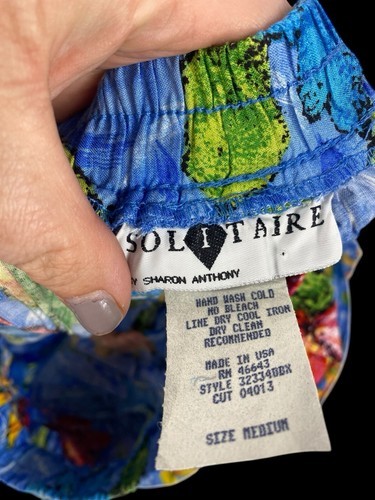 SOLITAIRE
BY SHARON ANTHONY
HAND WASH COLD
NO BLEACH
LINE DRY COOL IRON
DRY CLEAN
RECOMMENDED
MADE IN USA
RN 46643
STYLE 32334BBX
CUT 04013
SIZE MEDIUM